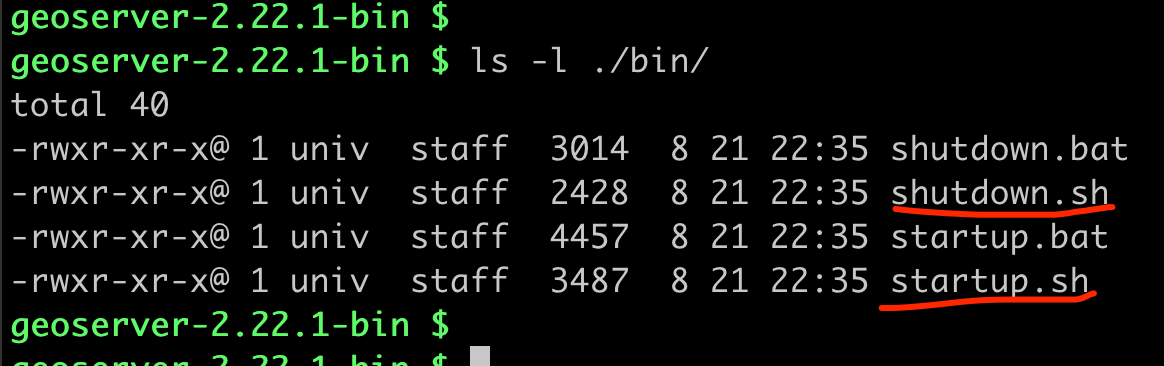 geoserver-2.22.1-bin $
geoserver-2.22.1-bin $ ls -l ./bin/
total 40
-rwxr-xr-x@ 1 univ  staff  3014  8 21 22:35 shutdown.bat
-rwxr-xr-x@ 1 univ  staff  2428  8 21 22:35 shutdown.sh
-rwxr-xr-x@ 1 univ  staff  4457  8 21 22:35 startup.bat
-rwxr-xr-x@ 1 univ  staff  3487  8 21 22:35 startup.sh
geoserver-2.22.1-bin $
geoserver-2.22.1-bin $